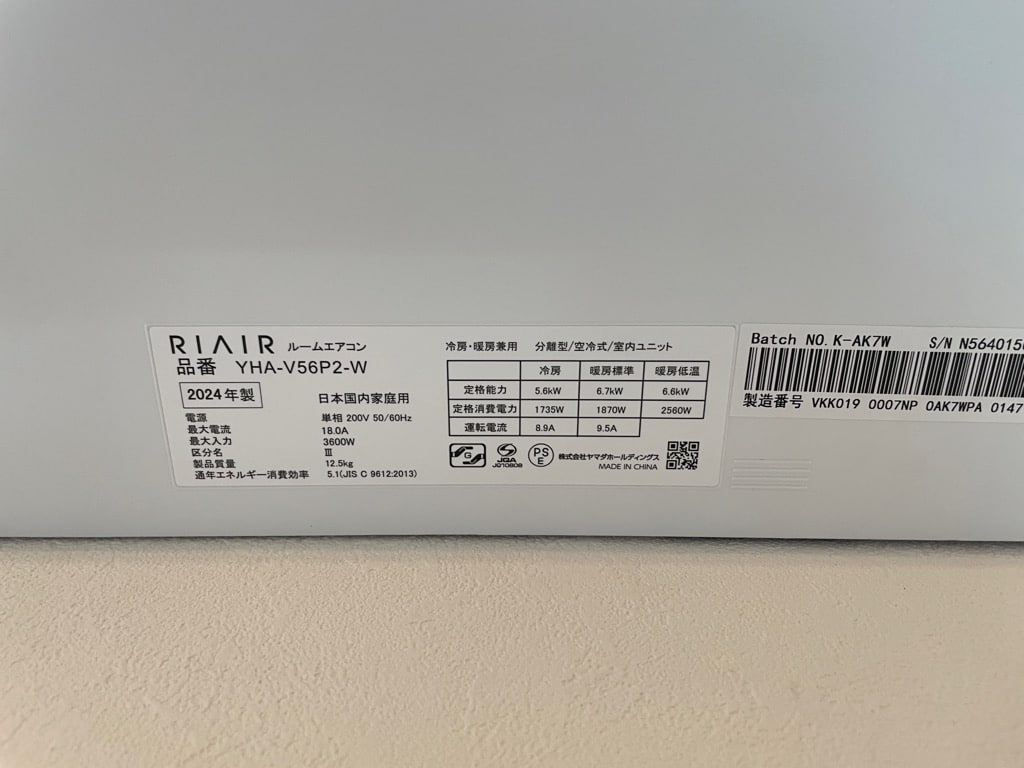 RIAIR ルームエアコン
品番 YHA-V56P2-W
2024年製 日本国内家庭用
電源 単相 200V 50/60Hz
最大電流 18.0A
最大入力 3600W
区分名 Ⅲ
製品質量 12.5kg
通年エネルギー消費効率 5.1(JIS C 9612:2013)
冷房・暖房兼用 分離型/空冷式/室内ユニット
冷房 暖房標準 暖房低温
定格能力 5.6kW 6.7kW 6.6kW
定格消費電力 1735W 1870W 2560W
運転電流 8.9A 9.5A
G
JQA
JQ10808
PS
E
株式会社ヤマダホールディングス
MADE IN CHINA
Batch NO. K-AK7W S/N N564015
製造番号 VKK019 0007NP 0AK7WPA 0147